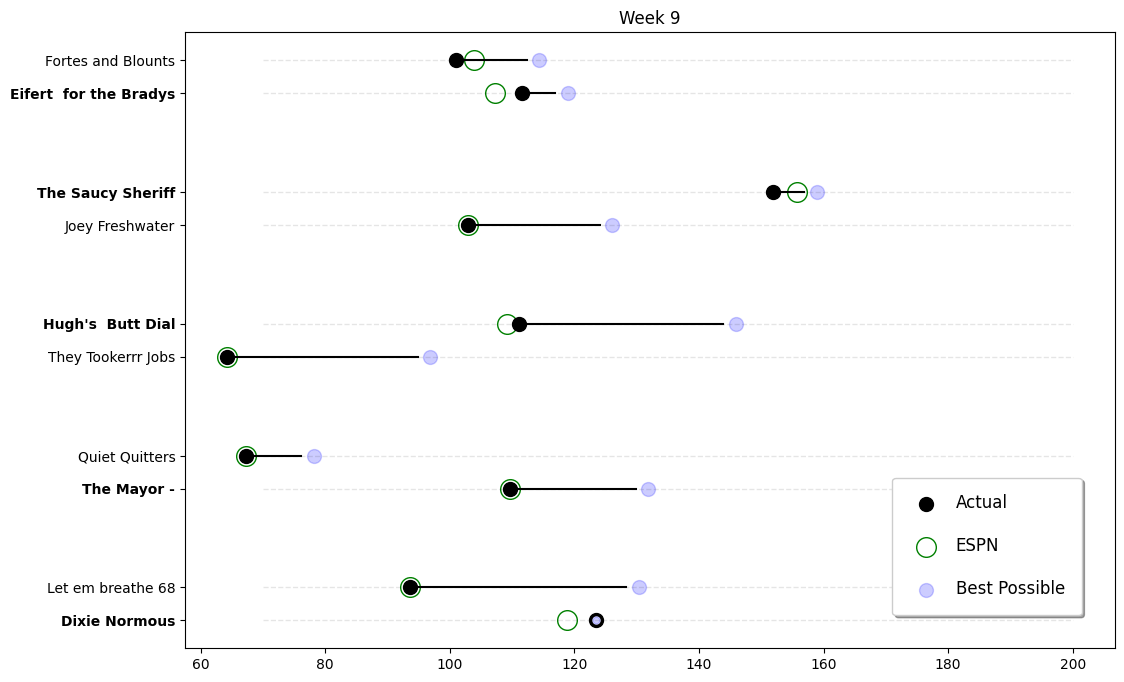 Week 9
Fortes and Blounts
Eifert  for the Bradys
The Saucy Sheriff
Joey Freshwater
Hugh's  Butt Dial
They Tookerrr Jobs
Quiet Quitters
The Mayor -
Let em breathe 68
Dixie Normous
Actual
ESPN
Best Possible
60 80 100 120 140 160 180 200